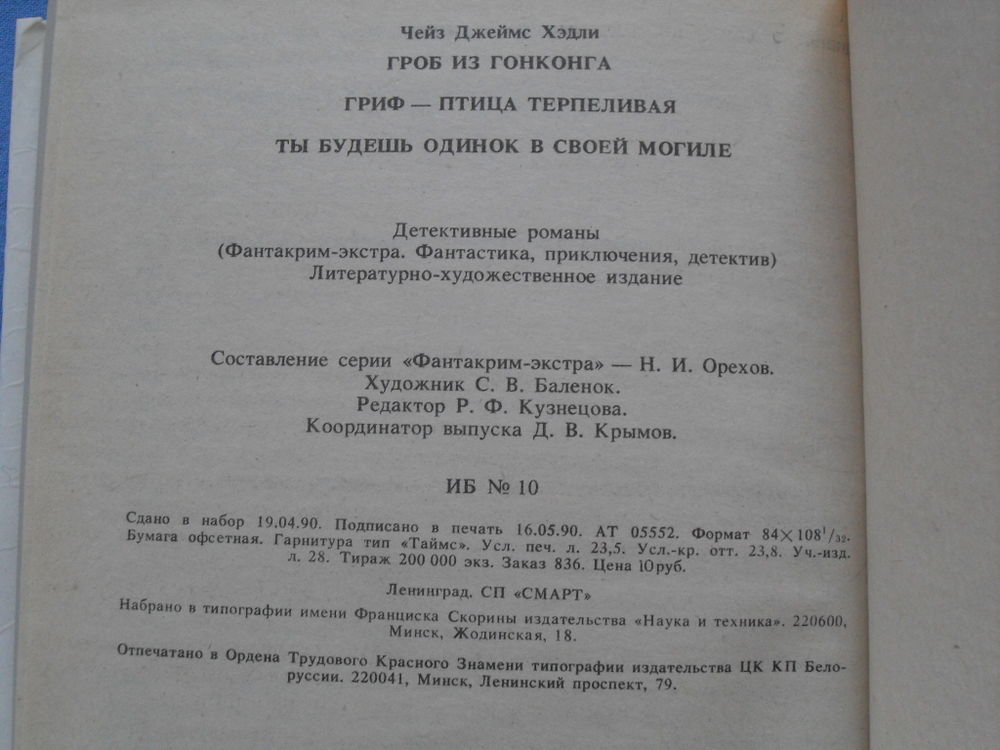 Чейз Джеймс Хэдли
ГРОБ ИЗ ГОНКОНГА
ГРИФ — ПТИЦА ТЕРПЕЛИВАЯ
ТЫ БУДЕШЬ ОДИНОК В СВОЕЙ МОГИЛЕ
Детективные романы
(Фантакрим-экстра. Фантастика, приключения, детектив)
Литературно-художественное издание
Составление серии «Фантакрим-экстра» — Н. И. Орехов.
Художник С. В. Баленок.
Редактор Р. Ф. Кузнецова.
Координатор выпуска Д. В. Крымов.
ИБ № 10
Сдано в набор 19.04.90. Подписано в печать 16.05.90. АТ 05552. Формат 84×108¹/₃₂.
Бумага офсетная. Гарнитура тип «Таймс». Усл. печ. л. 23,5. Усл.-кр. отт. 23,8. Уч.-изд.
л. 28. Тираж 200 000 экз. Заказ 836. Цена 10руб.
Ленинград. СП «СМАРТ»
Набрано в типографии имени Франциска Скорины издательства «Наука и техника». 220600,
Минск, Жодинская, 18.
Отпечатано в Ордена Трудового Красного Знамени типографии издательства ЦК КП Бело-
руссии. 220041, Минск, Ленинский проспект, 79.